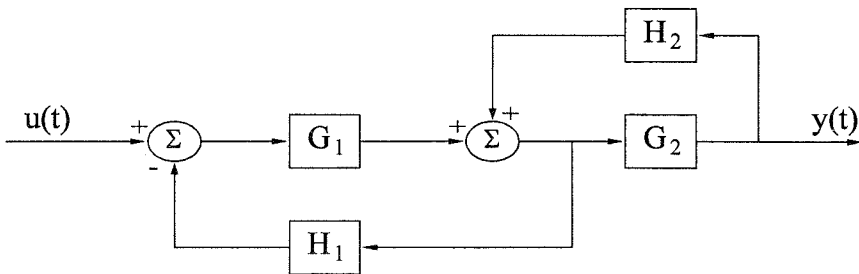 H₂
u(t) + Σ G₁ + + Σ G₂ y(t)
-
H₁